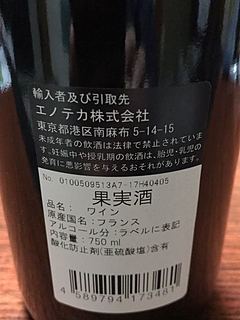 輸入者及び引取先
エノテカ株式会社
東京都港区南麻布 5-14-15
未成年者の飲酒は法律で禁止されていま
す。妊娠中や授乳期の飲酒は、胎児・乳児の
発育に悪影響を与えるおそれがあります。
No. 0100509513A7-17H40405
果実酒
品名： ワイン
原産国名：フランス
アルコール分：ラベルに表記
内容量：750 ml
酸化防止剤(亜硫酸塩)含有
4 589794 173481